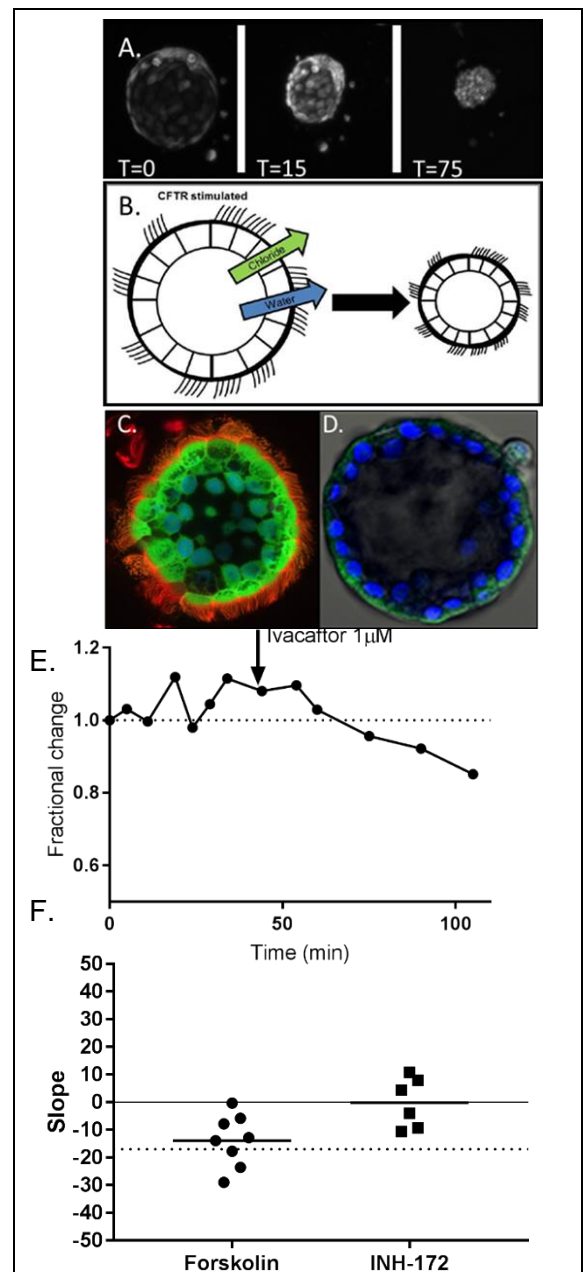 A.
T=0 T=15 T=75
B. CFTR stimulated
Chloride
Water
C. D.
Ivacaftor 1µM
E.
1.2
1.0
0.8
0.6
Fractional change
0 50 100
Time (min)
F.
50
40
30
20
10
0
-10
-20
-30
-40
-50
Slope
Forskolin INH-172